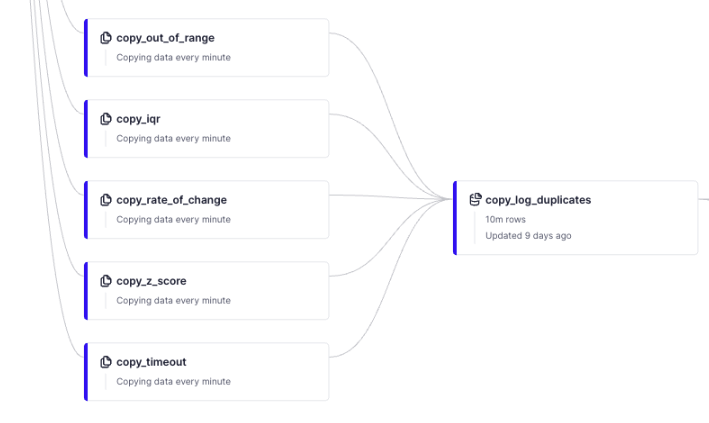 copy_out_of_range
Copying data every minute
copy_iqr
Copying data every minute
copy_rate_of_change
Copying data every minute
copy_z_score
Copying data every minute
copy_timeout
Copying data every minute
copy_log_duplicates
10m rows
Updated 9 days ago